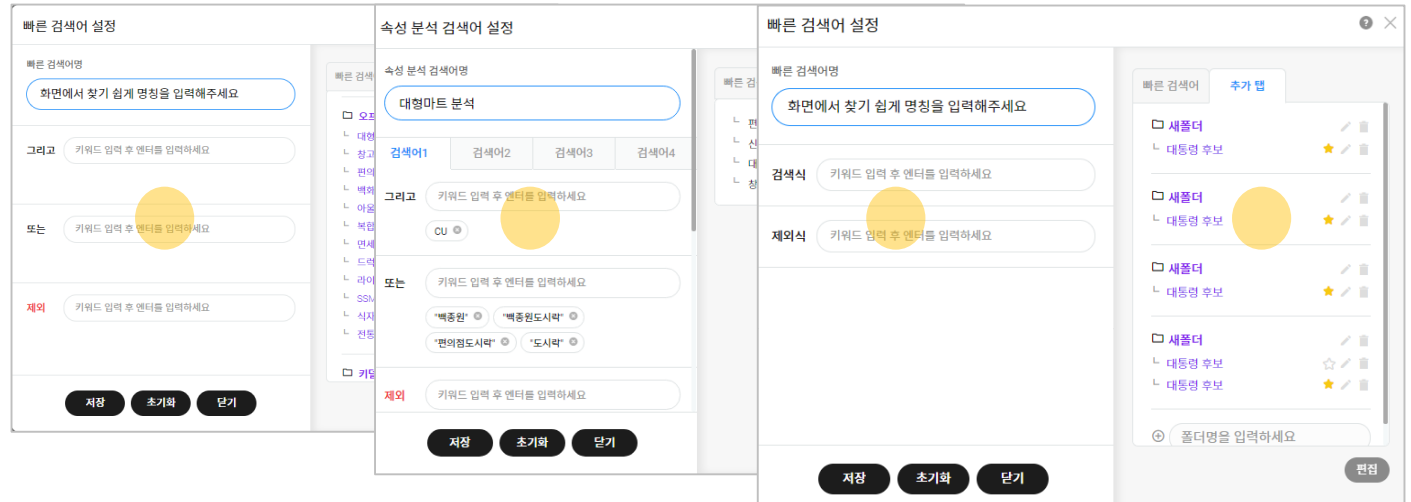 빠른 검색어 설정
빠른 검색어명
화면에서 찾기 쉽게 명칭을 입력해주세요
그리고 키워드 입력 후 엔터를 입력하세요
또는 키워드 입력 후 엔터를 입력하세요
제외 키워드 입력 후 엔터를 입력하세요
저장 초기화 닫기
빠른 검색
대형
창고
편의
백화
아울
복합
면세
드럭
라이
SSM
식자
전통
키덜
속성 분석 검색어 설정
속성 분석 검색어명
대형마트 분석
검색어1 검색어2 검색어3 검색어4
그리고 키워드 입력 후 엔터를 입력하세요
CU
또는 키워드 입력 후 엔터를 입력하세요
"백종원" "백종원도시락"
"편의점도시락" "도시락"
제외 키워드 입력 후 엔터를 입력하세요
저장 초기화 닫기
빠른 검
편
신
대
창
빠른 검색어 설정
빠른 검색어명
화면에서 찾기 쉽게 명칭을 입력해주세요
검색식 키워드 입력 후 엔터를 입력하세요
제외식 키워드 입력 후 엔터를 입력하세요
저장 초기화 닫기
빠른 검색어 추가 탭
새폴더
대통령 후보
새폴더
대통령 후보
새폴더
대통령 후보
새폴더
대통령 후보
대통령 후보
폴더명을 입력하세요
편집